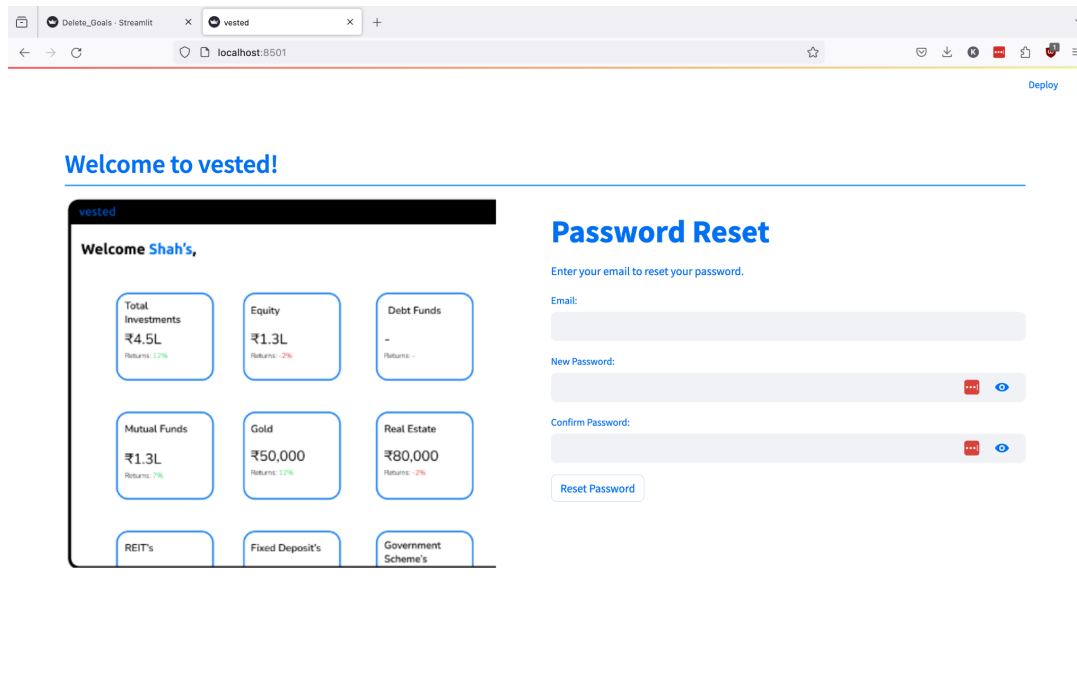 Delete_Goals · Streamlit
vested
localhost:8501
K
1
Deploy
Welcome to vested!
vested
Welcome Shah's,
Total
Investments
₹4.5L
Returns: 12%
Equity
₹1.3L
Returns: -2%
Debt Funds
-
Returns: -
Mutual Funds
₹1.3L
Returns: 7%
Gold
₹50,000
Returns: 12%
Real Estate
₹80,000
Returns: -2%
REIT's
Fixed Deposit's
Government
Scheme's
Password Reset
Enter your email to reset your password.
Email:
New Password:
Confirm Password:
Reset Password